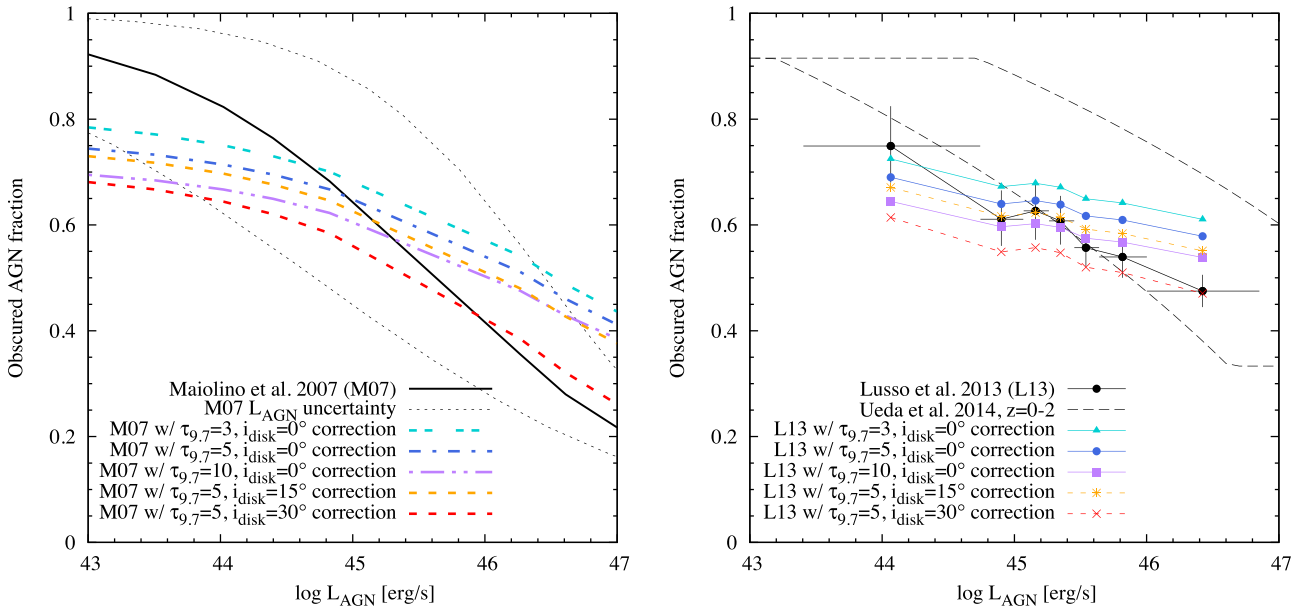 1
0.8
0.6
0.4
0.2
0
43
44
45
46
47
Obscured AGN fraction
log L_AGN [erg/s]
Maiolino et al. 2007 (M07)
M07 L_AGN uncertainty
M07 w/ τ_9.7=3, i_disk=0° correction
M07 w/ τ_9.7=5, i_disk=0° correction
M07 w/ τ_9.7=10, i_disk=0° correction
M07 w/ τ_9.7=5, i_disk=15° correction
M07 w/ τ_9.7=5, i_disk=30° correction
1
0.8
0.6
0.4
0.2
0
43
44
45
46
47
Obscured AGN fraction
log L_AGN [erg/s]
Lusso et al. 2013 (L13)
Ueda et al. 2014, z=0-2
L13 w/ τ_9.7=3, i_disk=0° correction
L13 w/ τ_9.7=5, i_disk=0° correction
L13 w/ τ_9.7=10, i_disk=0° correction
L13 w/ τ_9.7=5, i_disk=15° correction
L13 w/ τ_9.7=5, i_disk=30° correction